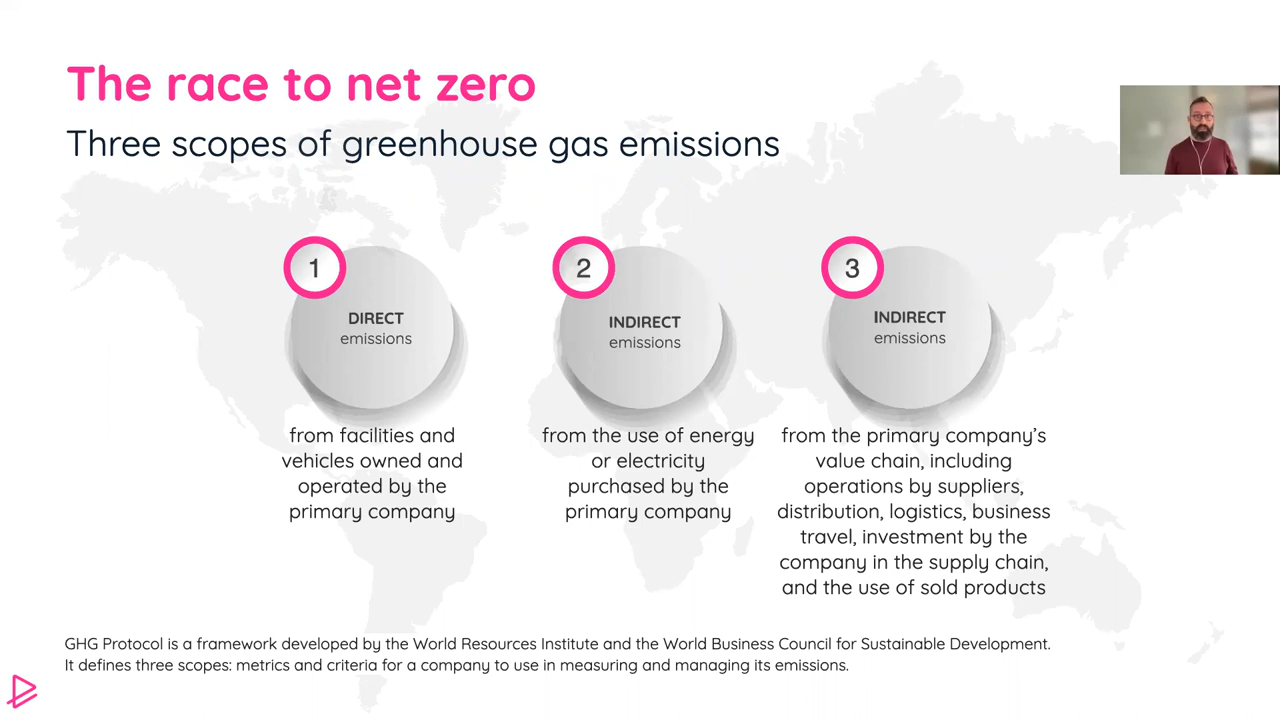 The race to net zero
Three scopes of greenhouse gas emissions
1
DIRECT
emissions
from facilities and
vehicles owned and
operated by the
primary company
2
INDIRECT
emissions
from the use of energy
or electricity
purchased by the
primary company
3
INDIRECT
emissions
from the primary company’s
value chain, including
operations by suppliers,
distribution, logistics, business
travel, investment by the
company in the supply chain,
and the use of sold products
GHG Protocol is a framework developed by the World Resources Institute and the World Business Council for Sustainable Development.
It defines three scopes: metrics and criteria for a company to use in measuring and managing its emissions.